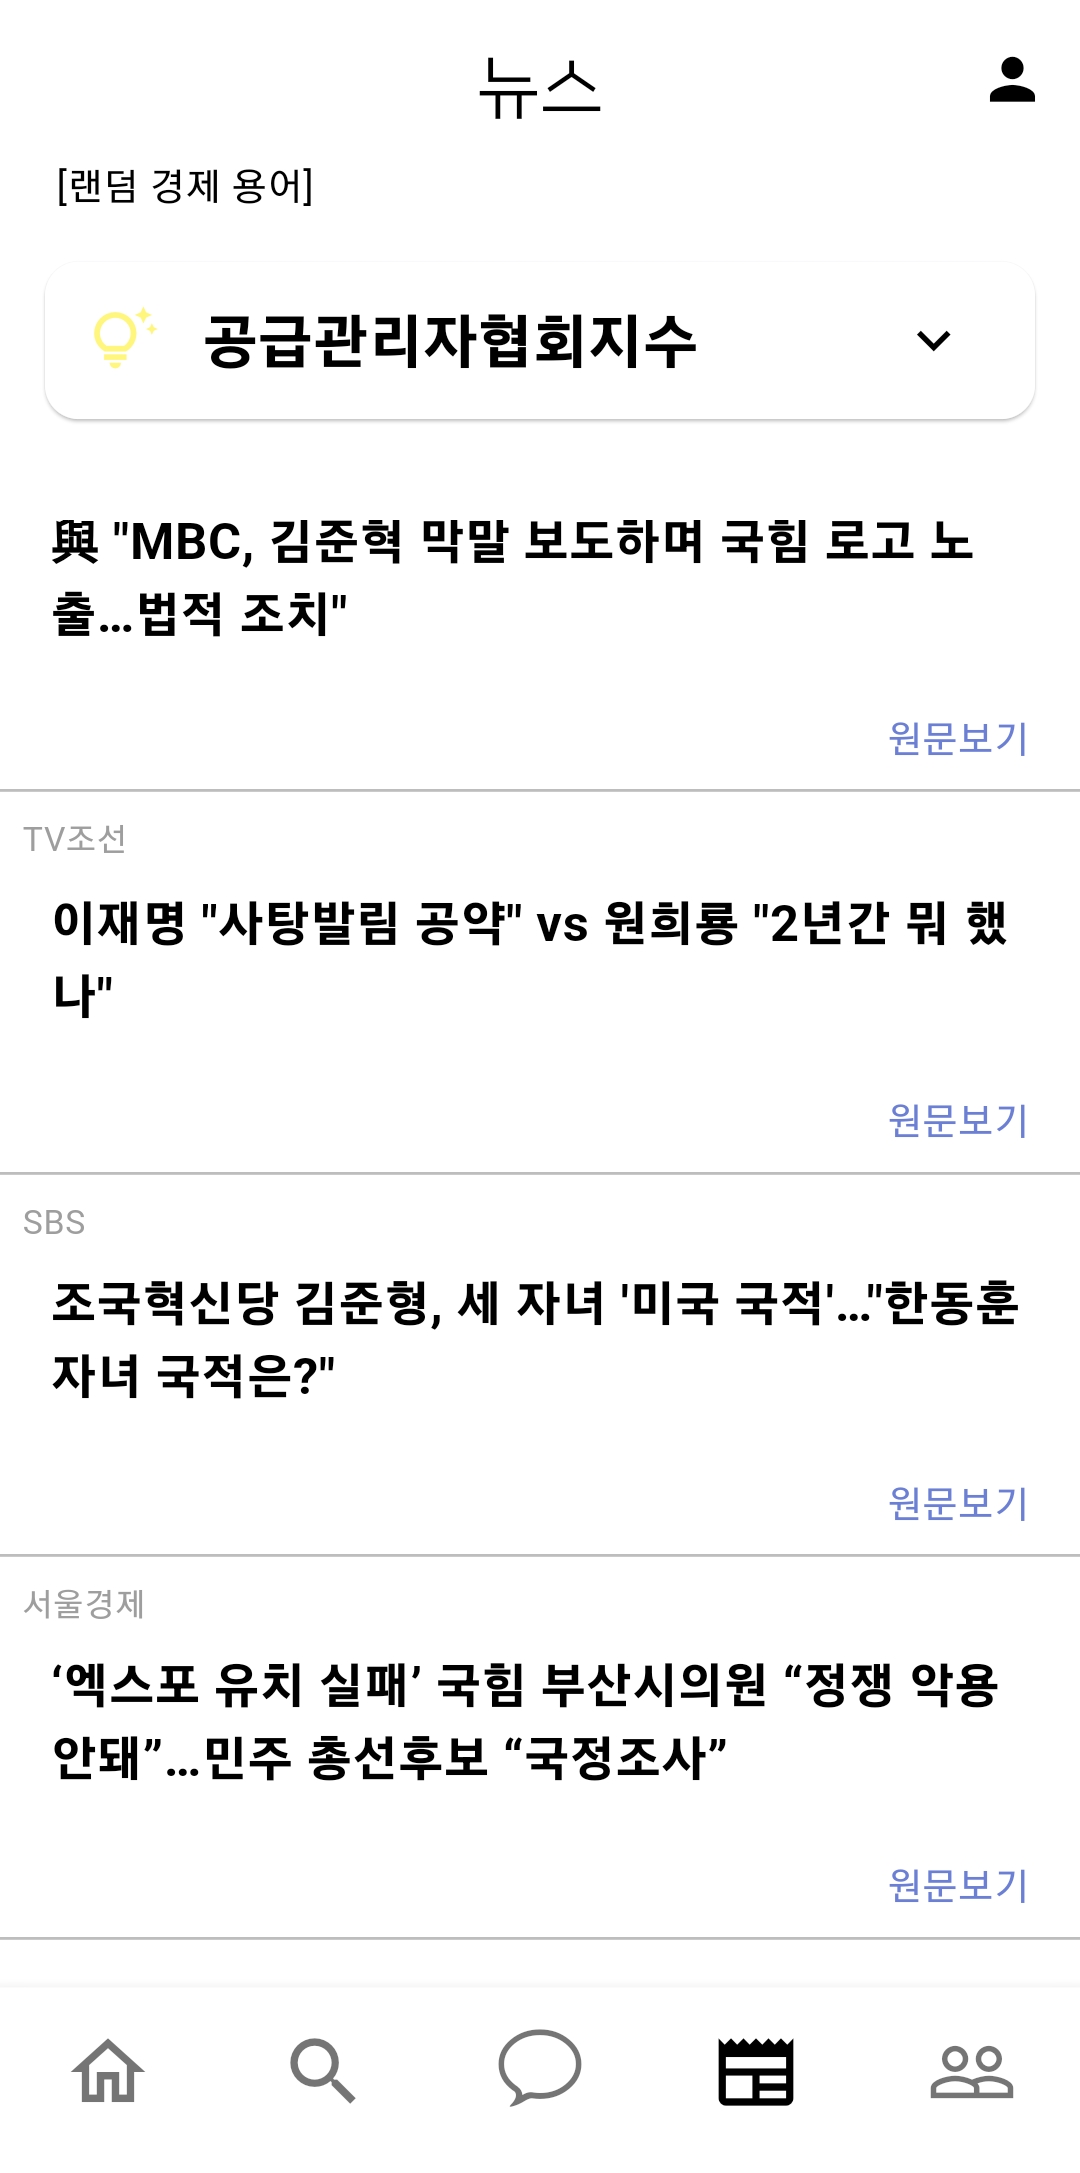 뉴스
[랜덤 경제 용어]
공급관리자협회지수
與 "MBC, 김준혁 막말 보도하며 국힘 로고 노
출...법적 조치"
원문보기
TV조선
이재명 "사탕발림 공약" vs 원희룡 "2년간 뭐 했
나"
원문보기
SBS
조국혁신당 김준형, 세 자녀 '미국 국적'..."한동훈
자녀 국적은?"
원문보기
서울경제
‘엑스포 유치 실패’ 국힘 부산시의원 “정쟁 악용
안돼”...민주 총선후보 “국정조사”
원문보기